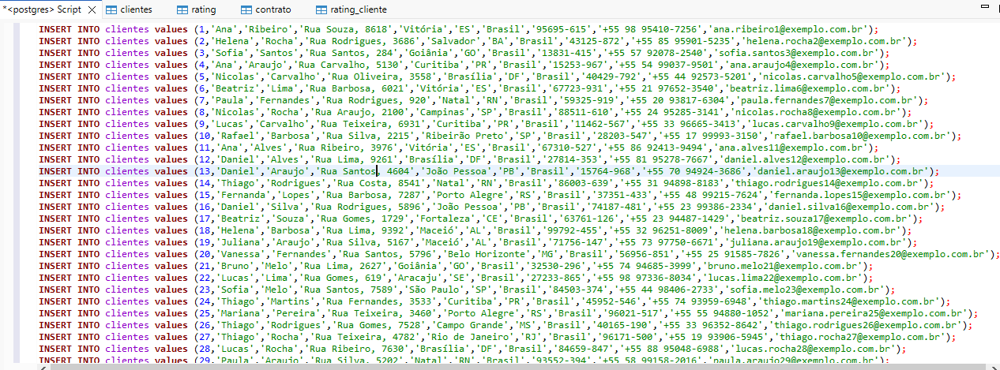 *<postgres> Script clientes rating contrato rating_cliente
INSERT INTO clientes values (1,'Ana','Ribeiro','Rua Souza, 8618','Vitória','ES','Brasil','95695-615','+55 98 95410-7256','ana.ribeiro1@exemplo.com.br');
INSERT INTO clientes values (2,'Helena','Rocha','Rua Rodrigues, 3686','Salvador','BA','Brasil','43125-872','+55 85 95901-5235','helena.rocha2@exemplo.com.br');
INSERT INTO clientes values (3,'Sofia','Santos','Rua Santos, 284','Goiânia','GO','Brasil','13831-415','+55 57 92078-2540','sofia.santos3@exemplo.com.br');
INSERT INTO clientes values (4,'Ana','Araujo','Rua Carvalho, 5130','Curitiba','PR','Brasil','15253-967','+55 54 99037-9501','ana.araujo4@exemplo.com.br');
INSERT INTO clientes values (5,'Nicolas','Carvalho','Rua Oliveira, 3558','Brasília','DF','Brasil','40429-792','+55 44 92573-5201','nicolas.carvalho5@exemplo.com.br');
INSERT INTO clientes values (6,'Beatriz','Lima','Rua Barbosa, 6021','Vitória','ES','Brasil','67723-931','+55 21 97652-3540','beatriz.lima6@exemplo.com.br');
INSERT INTO clientes values (7,'Paula','Fernandes','Rua Rodrigues, 920','Natal','RN','Brasil','59325-919','+55 20 93817-6304','paula.fernandes7@exemplo.com.br');
INSERT INTO clientes values (8,'Nicolas','Rocha','Rua Araujo, 2100','Campinas','SP','Brasil','88511-610','+55 24 95285-3141','nicolas.rocha8@exemplo.com.br');
INSERT INTO clientes values (9,'Lucas','Carvalho','Rua Teixeira, 6931','Curitiba','PR','Brasil','11462-567','+55 33 96665-3413','lucas.carvalho9@exemplo.com.br');
INSERT INTO clientes values (10,'Rafael','Barbosa','Rua Silva, 2215','Ribeirão Preto','SP','Brasil','28203-547','+55 17 99993-3150','rafael.barbosa10@exemplo.com.br');
INSERT INTO clientes values (11,'Ana','Alves','Rua Ribeiro, 3976','Vitória','ES','Brasil','67310-527','+55 86 92413-9494','ana.alves11@exemplo.com.br');
INSERT INTO clientes values (12,'Daniel','Alves','Rua Lima, 9261','Brasília','DF','Brasil','27814-353','+55 81 95278-7667','daniel.alves12@exemplo.com.br');
INSERT INTO clientes values (13,'Daniel','Araujo','Rua Santos, 4604','João Pessoa','PB','Brasil','15764-968','+55 70 94924-3686','daniel.araujo13@exemplo.com.br');
INSERT INTO clientes values (14,'Thiago','Rodrigues','Rua Costa, 8541','Natal','RN','Brasil','86003-639','+55 31 94898-8183','thiago.rodrigues14@exemplo.com.br');
INSERT INTO clientes values (15,'Fernanda','Lopes','Rua Barbosa, 7287','Porto Alegre','RS','Brasil','37351-433','+55 48 99215-7624','fernanda.lopes15@exemplo.com.br');
INSERT INTO clientes values (16,'Daniel','Silva','Rua Rodrigues, 5896','João Pessoa','PB','Brasil','74187-481','+55 23 99386-2334','daniel.silva16@exemplo.com.br');
INSERT INTO clientes values (17,'Beatriz','Souza','Rua Gomes, 1729','Fortaleza','CE','Brasil','63761-126','+55 23 94487-1429','beatriz.souza17@exemplo.com.br');
INSERT INTO clientes values (18,'Helena','Barbosa','Rua Lima, 9392','Maceió','AL','Brasil','99792-455','+55 32 96251-8009','helena.barbosa18@exemplo.com.br');
INSERT INTO clientes values (19,'Juliana','Araujo','Rua Silva, 5167','Maceió','AL','Brasil','71756-147','+55 73 97750-6671','juliana.araujo19@exemplo.com.br');
INSERT INTO clientes values (20,'Vanessa','Fernandes','Rua Santos, 5796','Belo Horizonte','MG','Brasil','56956-851','+55 25 91585-7826','vanessa.fernandes20@exemplo.com.br');
INSERT INTO clientes values (21,'Bruno','Melo','Rua Lima, 2627','Goiânia','GO','Brasil','32530-296','+55 74 94685-3999','bruno.melo21@exemplo.com.br');
INSERT INTO clientes values (22,'Lucas','Lima','Rua Gomes, 619','Aracaju','SE','Brasil','27233-865','+55 98 97336-8034','lucas.lima22@exemplo.com.br');
INSERT INTO clientes values (23,'Sofia','Melo','Rua Santos, 7589','São Paulo','SP','Brasil','84503-374','+55 44 98406-2733','sofia.melo23@exemplo.com.br');
INSERT INTO clientes values (24,'Thiago','Martins','Rua Fernandes, 3533','Curitiba','PR','Brasil','45952-546','+55 74 93959-6948','thiago.martins24@exemplo.com.br');
INSERT INTO clientes values (25,'Mariana','Pereira','Rua Teixeira, 3460','Porto Alegre','RS','Brasil','96021-517','+55 55 94880-1052','mariana.pereira25@exemplo.com.br');
INSERT INTO clientes values (26,'Thiago','Rodrigues','Rua Gomes, 7528','Campo Grande','MS','Brasil','40165-190','+55 33 96352-8642','thiago.rodrigues26@exemplo.com.br');
INSERT INTO clientes values (27,'Thiago','Rocha','Rua Teixeira, 4782','Rio de Janeiro','RJ','Brasil','96171-500','+55 19 93906-5945','thiago.rocha27@exemplo.com.br');
INSERT INTO clientes values (28,'Lucas','Rocha','Rua Ribeiro, 7630','Brasília','DF','Brasil','84659-847','+55 88 95048-6988','lucas.rocha28@exemplo.com.br');
INSERT INTO clientes values (29,'Paula','Araujo','Rua Silva, 5202','Natal','RN','Brasil','93552-394','+55 58 99158-2016','paula.araujo29@exemplo.com.br');